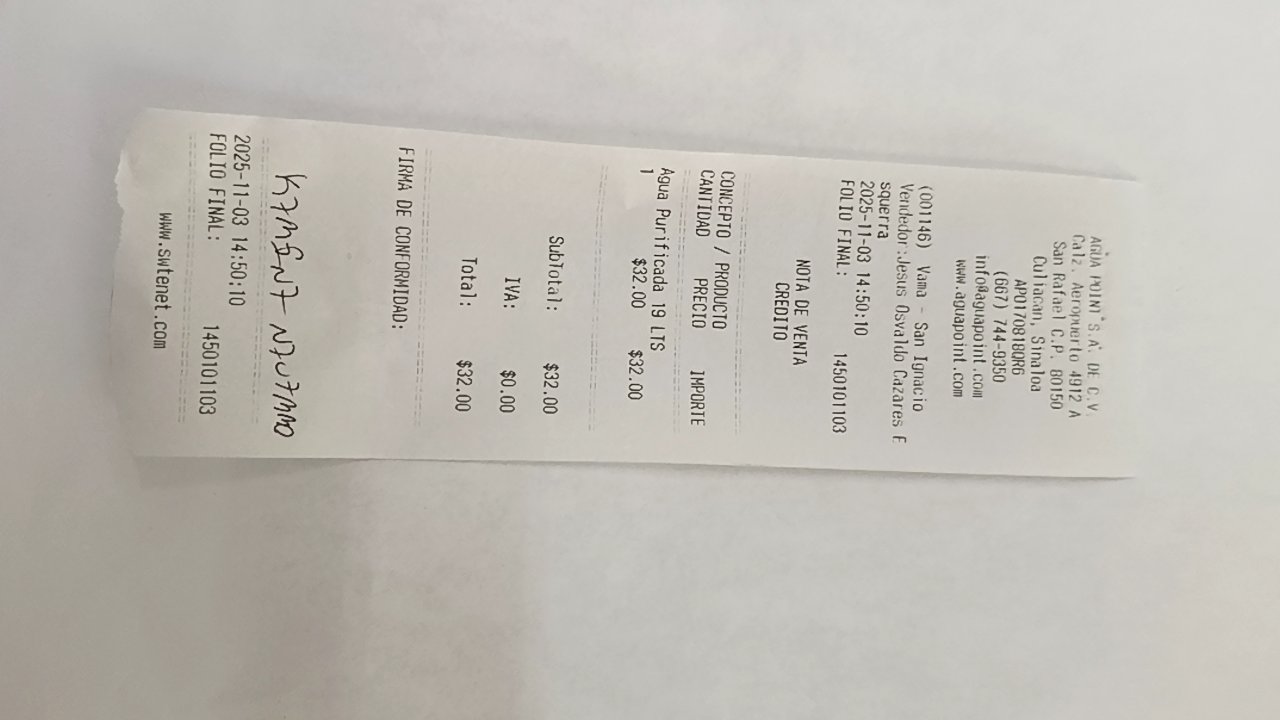 AGUA POINT S.A. DE C.V.
Calz. Aeropuerto 4912 A
San Rafael C.P. 80150
Culiacan, Sinaloa
APO170818QR6
(667) 744-9350
info@aguapoint.com
www.aguapoint.com
(001146) Vama - San Ignacio
Vendedor:Jesus Osvaldo Cazares E
squerra
2025-11-03 14:50:10
FOLIO FINAL: 1450101103
NOTA DE VENTA
CREDITO
CONCEPTO / PRODUCTO
CANTIDAD PRECIO IMPORTE
Agua Purificada 19 LTS
1 $32.00 $32.00
SubTotal: $32.00
IVA: $0.00
Total: $32.00
FIRMA DE CONFORMIDAD:
2025-11-03 14:50:10
FOLIO FINAL: 1450101103
www.swtenet.com